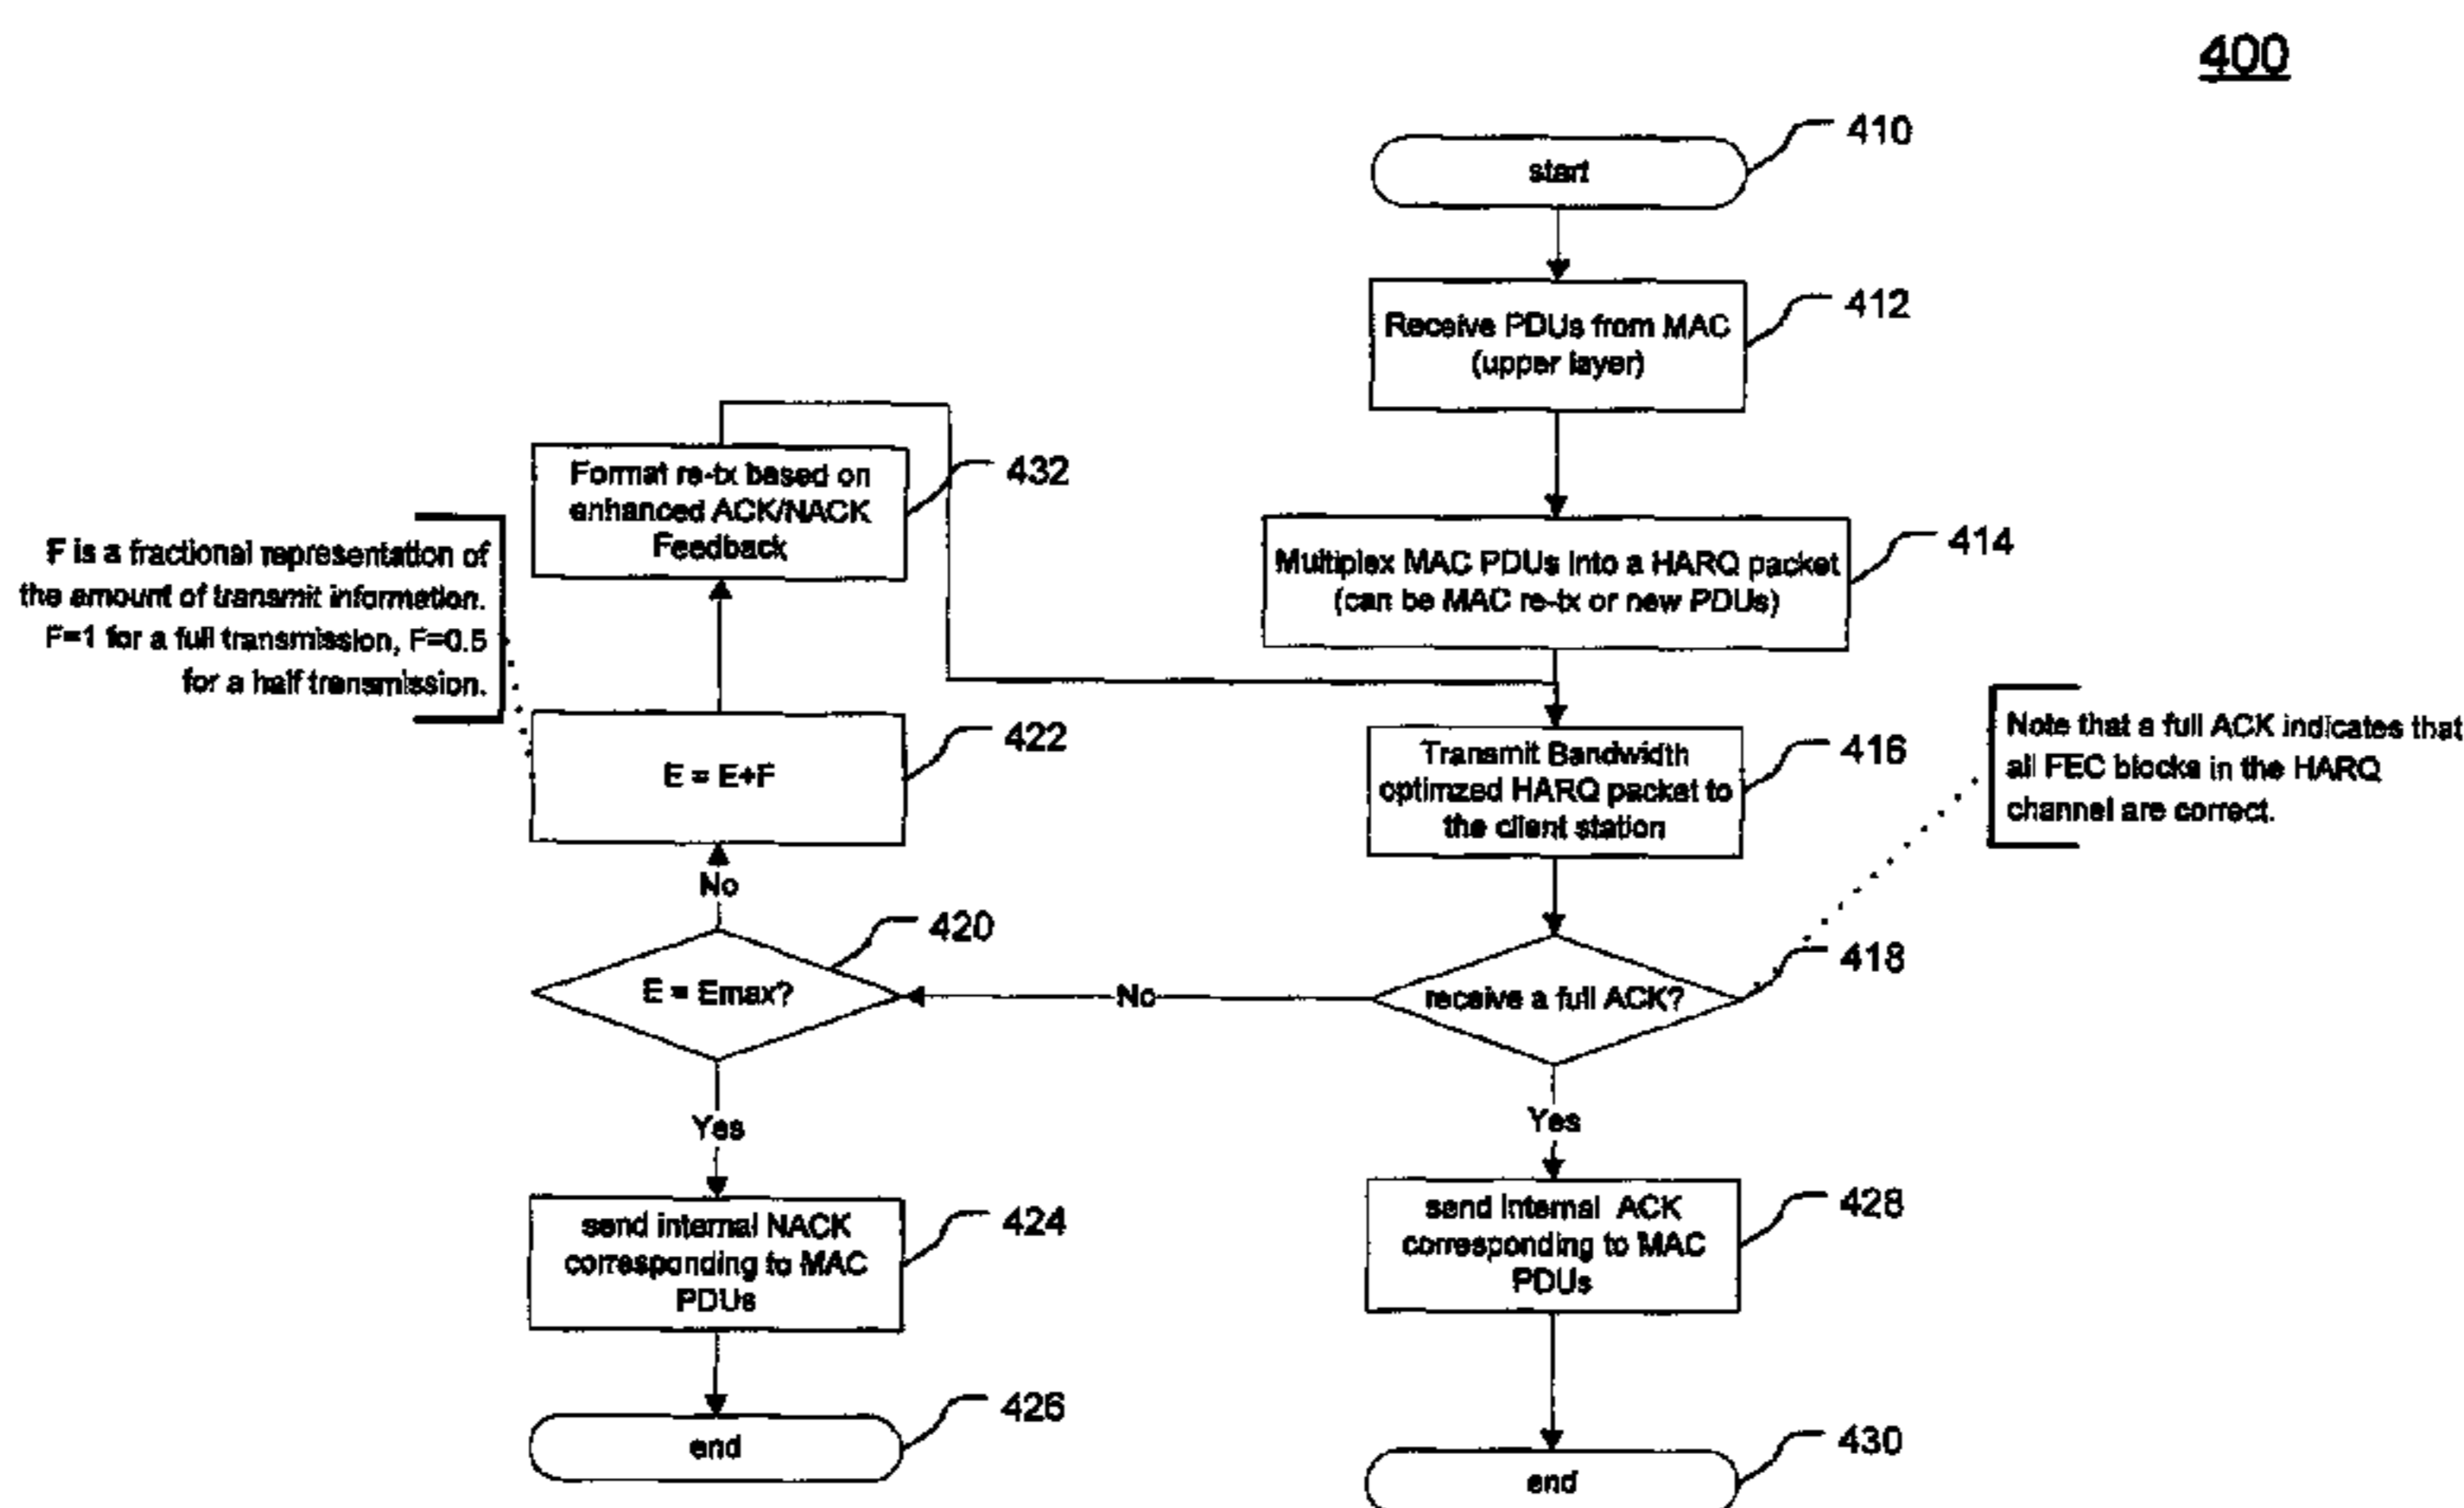 400
start
410
Receive PDUs from MAC
(upper layer)
412
Multiplex MAC PDUs into a HARQ packet
(can be MAC re-tx or new PDUs)
414
Format re-tx based on
enhanced ACK/NACK
Feedback
432
F is a fractional representation of
the amount of transmit information.
F=1 for a full transmission, F=0.5
for a half transmission.
E = E+F
422
Transmit Bandwidth
optimzed HARQ packet to
the client station
416
Note that a full ACK indicates that
all FEC blocks in the HARQ
channel are correct.
No
E = Emax?
420
No
receive a full ACK?
418
Yes
Yes
send internal NACK
corresponding to MAC
PDUs
424
send internal ACK
corresponding to MAC
PDUs
428
end
426
end
430